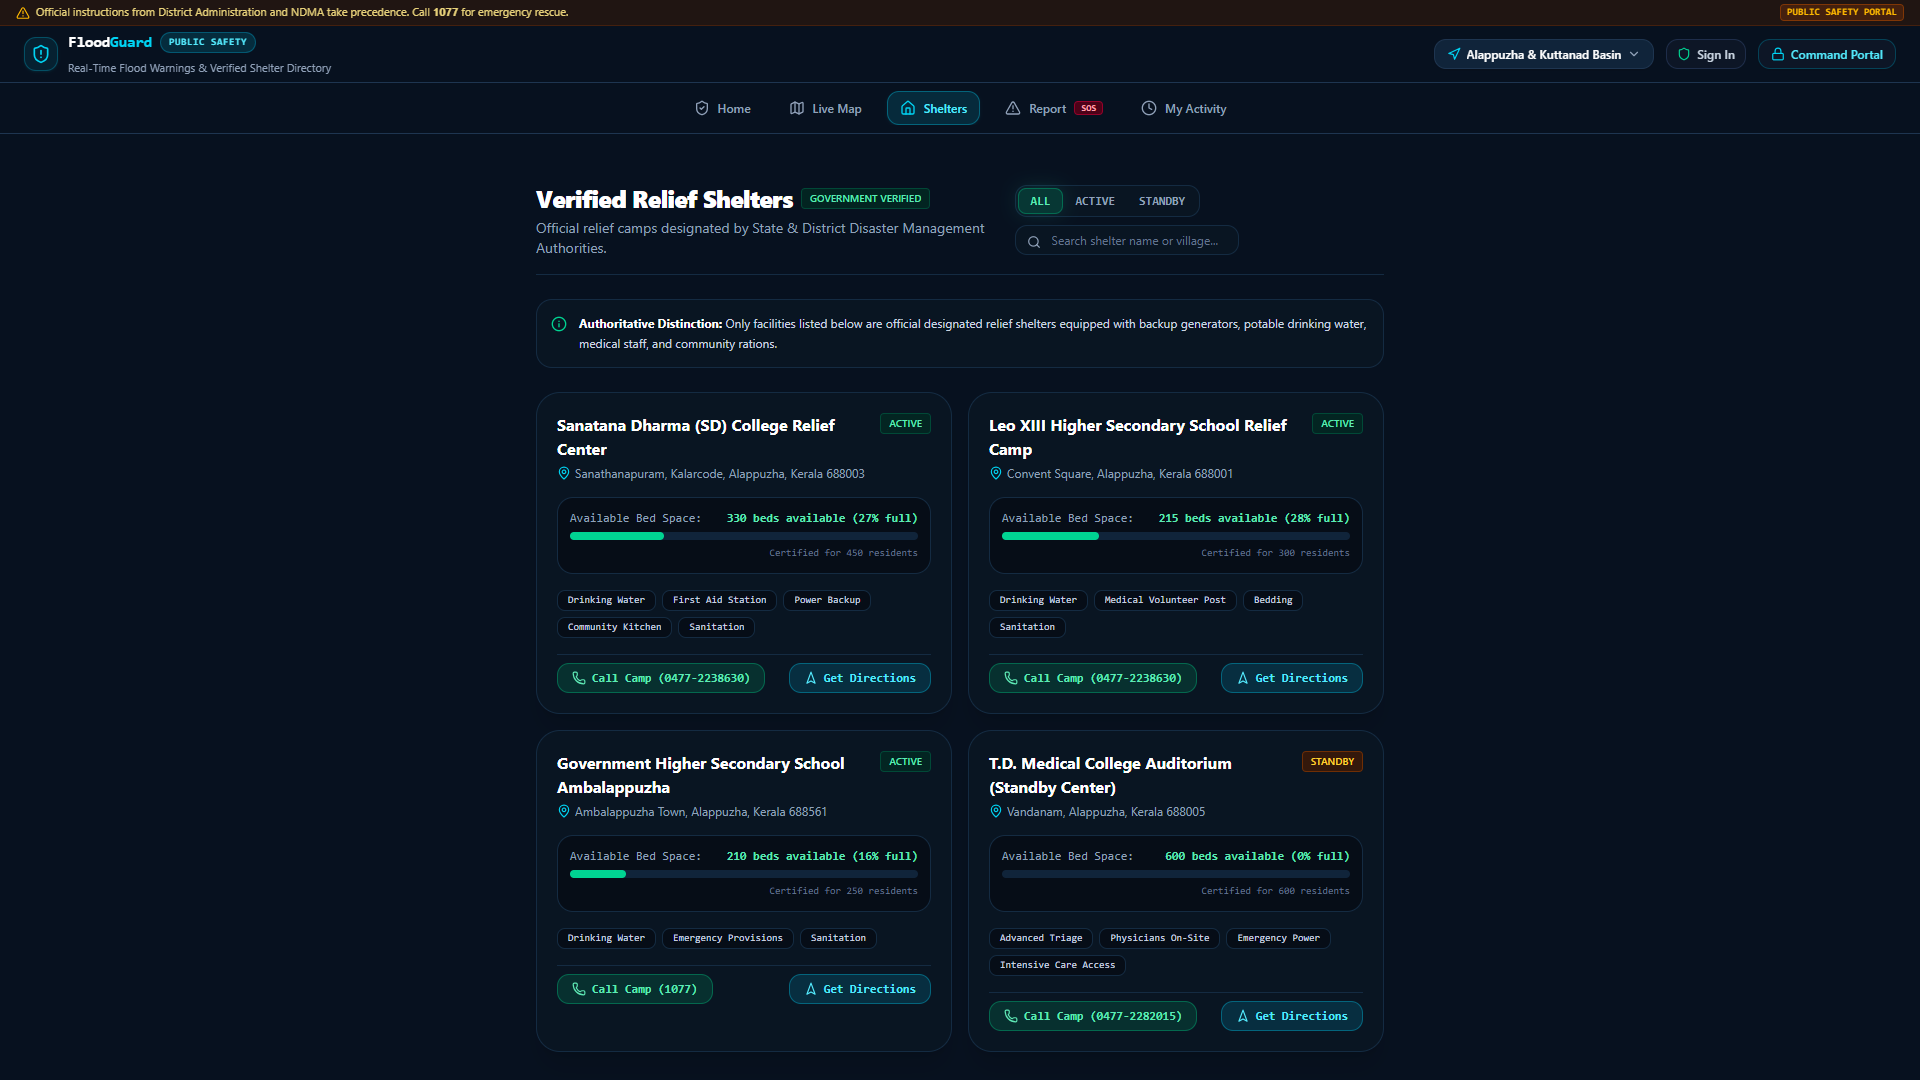 Official instructions from District Administration and NDMA take precedence. Call 1077 for emergency rescue.
PUBLIC SAFETY PORTAL
FloodGuard
PUBLIC SAFETY
Real-Time Flood Warnings & Verified Shelter Directory
Alappuzha & Kuttanad Basin
Sign In
Command Portal
Home
Live Map
Shelters
Report
SOS
My Activity
Verified Relief Shelters
GOVERNMENT VERIFIED
Official relief camps designated by State & District Disaster Management
Authorities.
ALL
ACTIVE
STANDBY
Search shelter name or village...
Authoritative Distinction: Only facilities listed below are official designated relief shelters equipped with backup generators, potable drinking water,
medical staff, and community rations.
Sanatana Dharma (SD) College Relief
Center
ACTIVE
Sanathanapuram, Kalarcode, Alappuzha, Kerala 688003
Available Bed Space:
330 beds available (27% full)
Certified for 450 residents
Drinking Water
First Aid Station
Power Backup
Community Kitchen
Sanitation
Call Camp (0477-2238630)
Get Directions
Leo XIII Higher Secondary School Relief
Camp
ACTIVE
Convent Square, Alappuzha, Kerala 688001
Available Bed Space:
215 beds available (28% full)
Certified for 300 residents
Drinking Water
Medical Volunteer Post
Bedding
Sanitation
Call Camp (0477-2238630)
Get Directions
Government Higher Secondary School
Ambalappuzha
ACTIVE
Ambalappuzha Town, Alappuzha, Kerala 688561
Available Bed Space:
210 beds available (16% full)
Certified for 250 residents
Drinking Water
Emergency Provisions
Sanitation
Call Camp (1077)
Get Directions
T.D. Medical College Auditorium
(Standby Center)
STANDBY
Vandanam, Alappuzha, Kerala 688005
Available Bed Space:
600 beds available (0% full)
Certified for 600 residents
Advanced Triage
Physicians On-Site
Emergency Power
Intensive Care Access
Call Camp (0477-2282015)
Get Directions